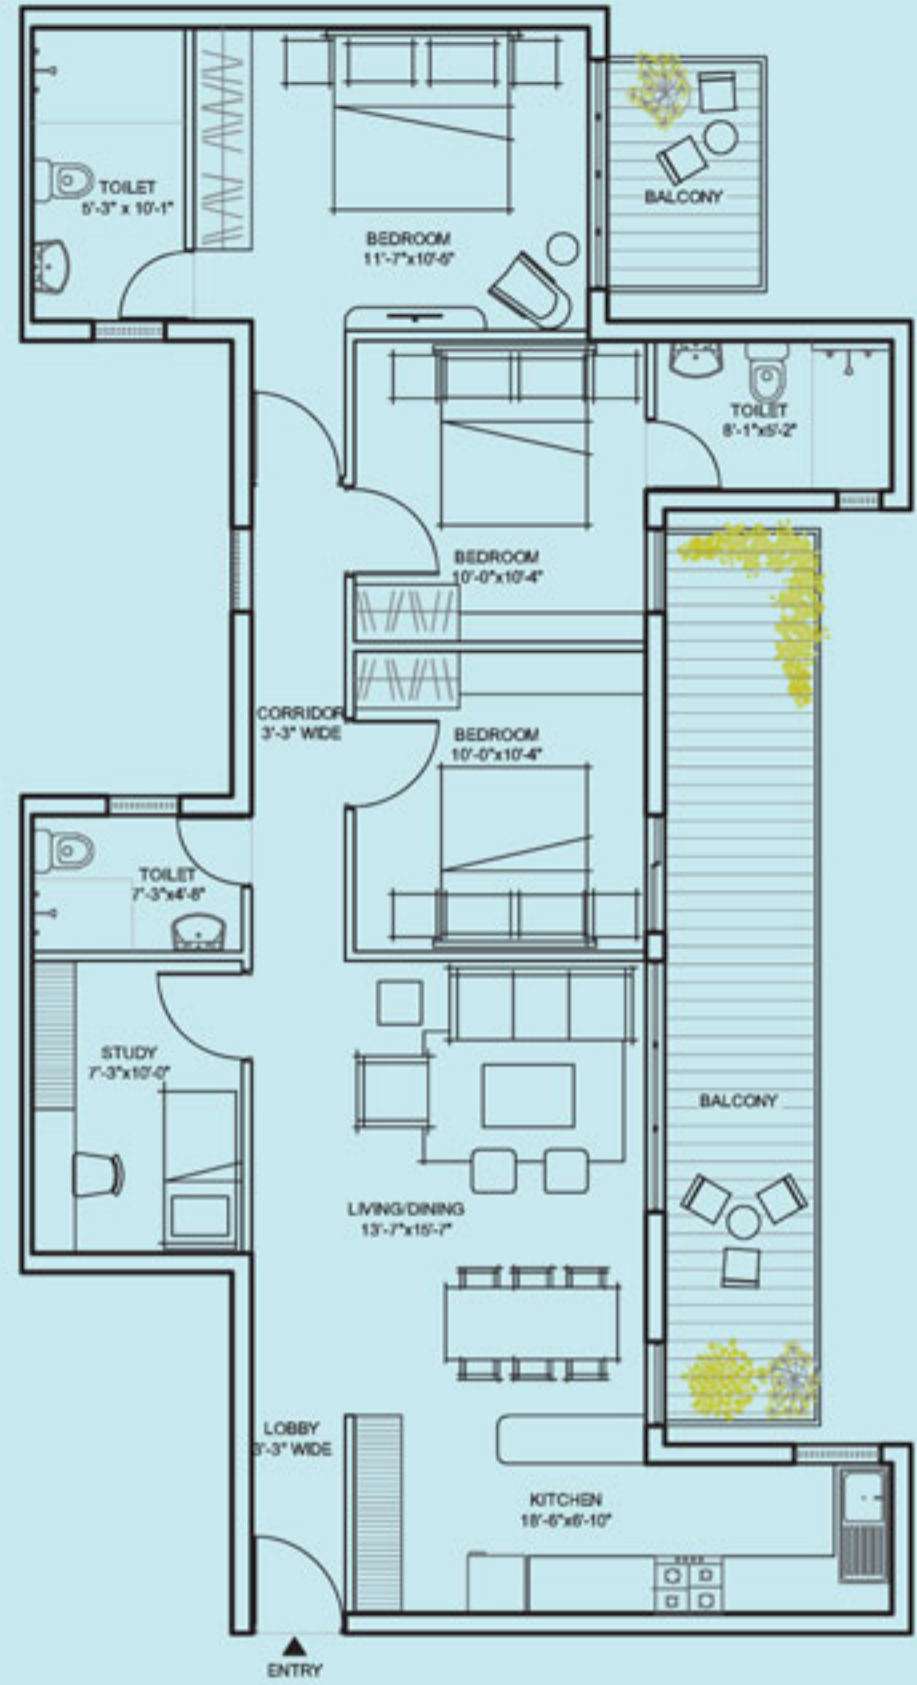 TOILET
5'-3" x 10'-1"
BALCONY
BEDROOM
11'-7"x10'-6"
TOILET
8'-1"x5'-2"
BEDROOM
10'-0"x10'-4"
CORRIDOR
3'-3" WIDE
BEDROOM
10'-0"x10'-4"
TOILET
7'-3"x4'-8"
STUDY
7'-3"x10'-0"
BALCONY
LIVING/DINING
13'-7"x15'-7"
LOBBY
3'-3" WIDE
KITCHEN
18'-6"x6'-10"
ENTRY